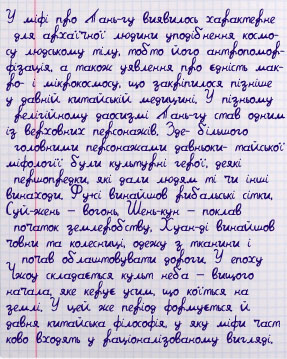 У міфі про Пань-гу виявилось характерне
для архаїчної людини уподібнення космо-
су людському тілу, тобто його антропомор-
фізація, а також уявлення про єдність мак-
ро- і мікрокосмосу, що закріпилося пізніше
у давній китайській медицині. У пізньому
релігійному даосизмі Пань-гу став одним
із верховних персонажів. Зде-більшого
головними персонажами давньоки-тайської
міфології були культурні герої, деякі
першопредки, які дали людям ті чи інші
винаходи. Фу-сі винайшов рибальські сітки,
Суй-жень - вогонь, Шень-нун - поклав
початок землеробству, Хуан-ді винайшов
човни та колесниці, одежу з тканини і
почав облаштовувати дороги. У епоху
Чжоу складається культ неба - вищого
начала, яке керує усім, що коїться на
землі. У цей же період формується й
давня китайська філософія, у яку міфи част
ково входять у раціоналізованому вигляді.